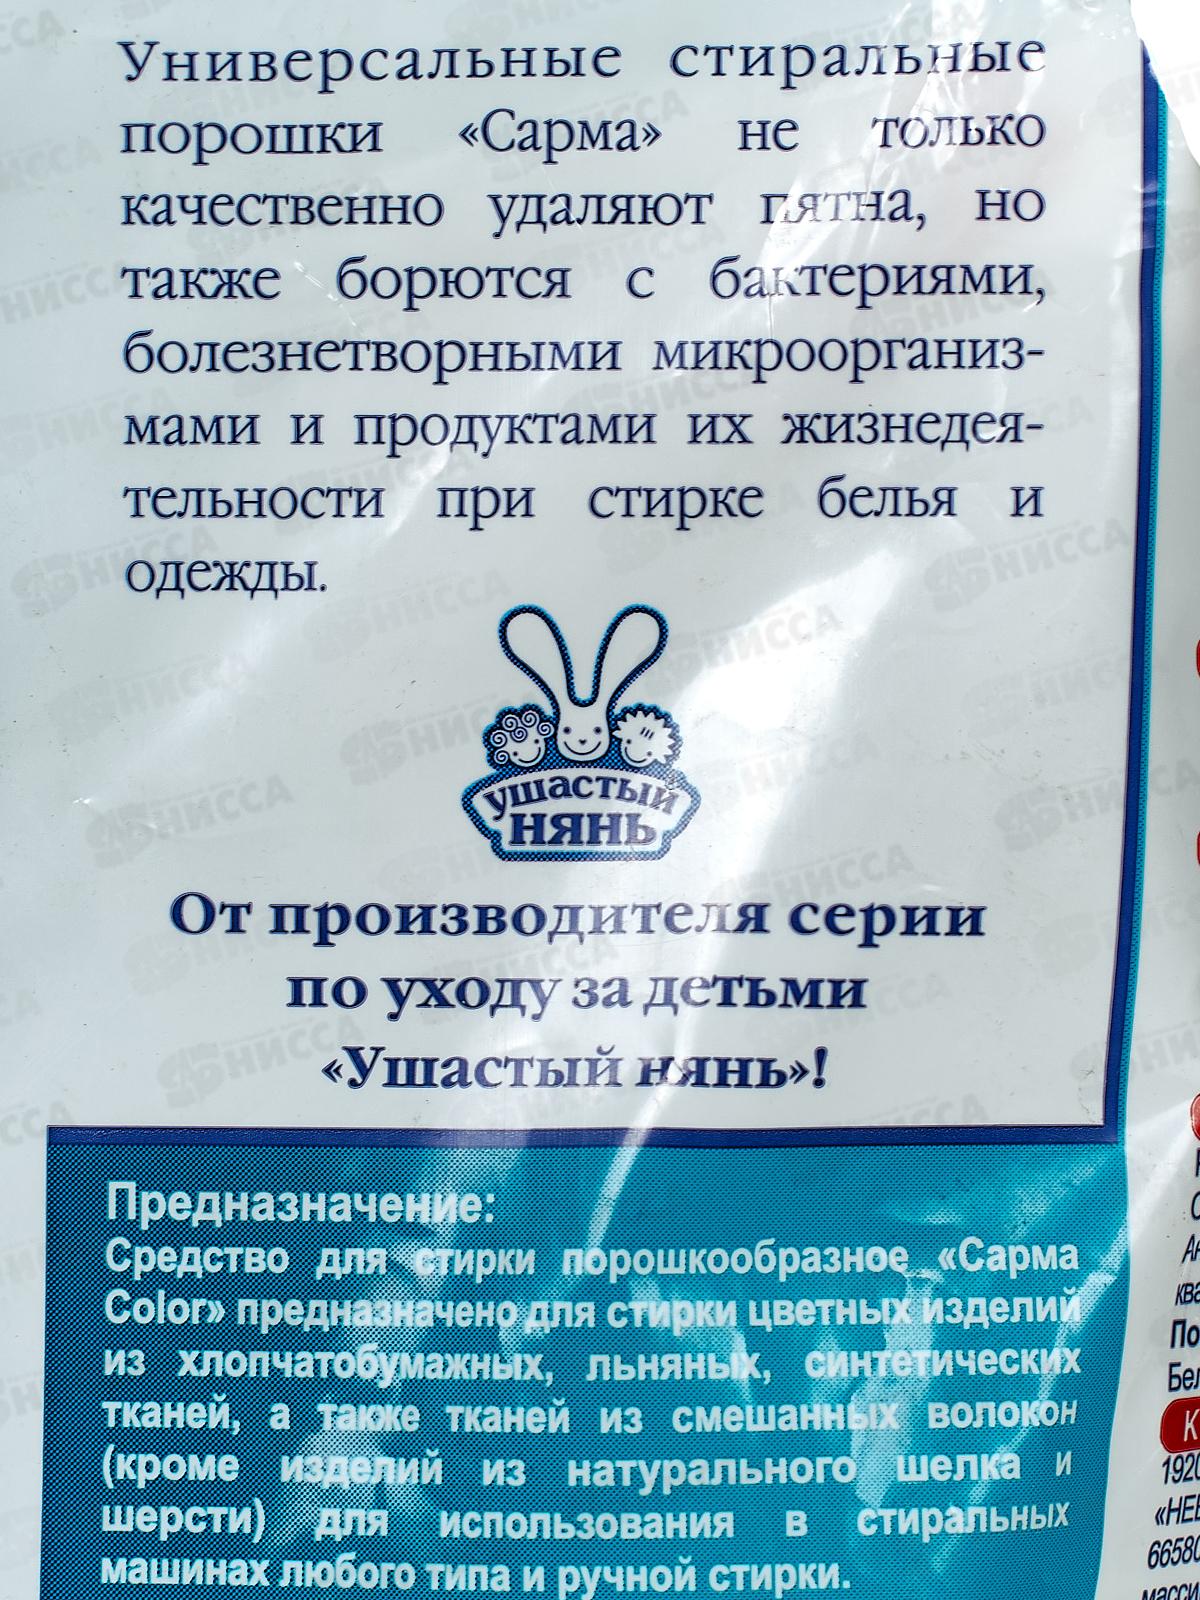 Универсальные стиральные
порошки «Сарма» не только
качественно удаляют пятна, но
также борются с бактериями,
болезнетворными микроорганиз-
мами и продуктами их жизнедея-
тельности при стирке белья и
одежды.
ушастый
нянь
От производителя серии
по уходу за детьми
«Ушастый нянь»!
Предназначение:
Средство для стирки порошкообразное «Сарма
Color» предназначено для стирки цветных изделий
из хлопчатобумажных, льняных, синтетических
тканей, а также тканей из смешанных волокон
(кроме изделий из натурального шелка и
шерсти) для использования в стиральных
машинах любого типа и ручной стирки.